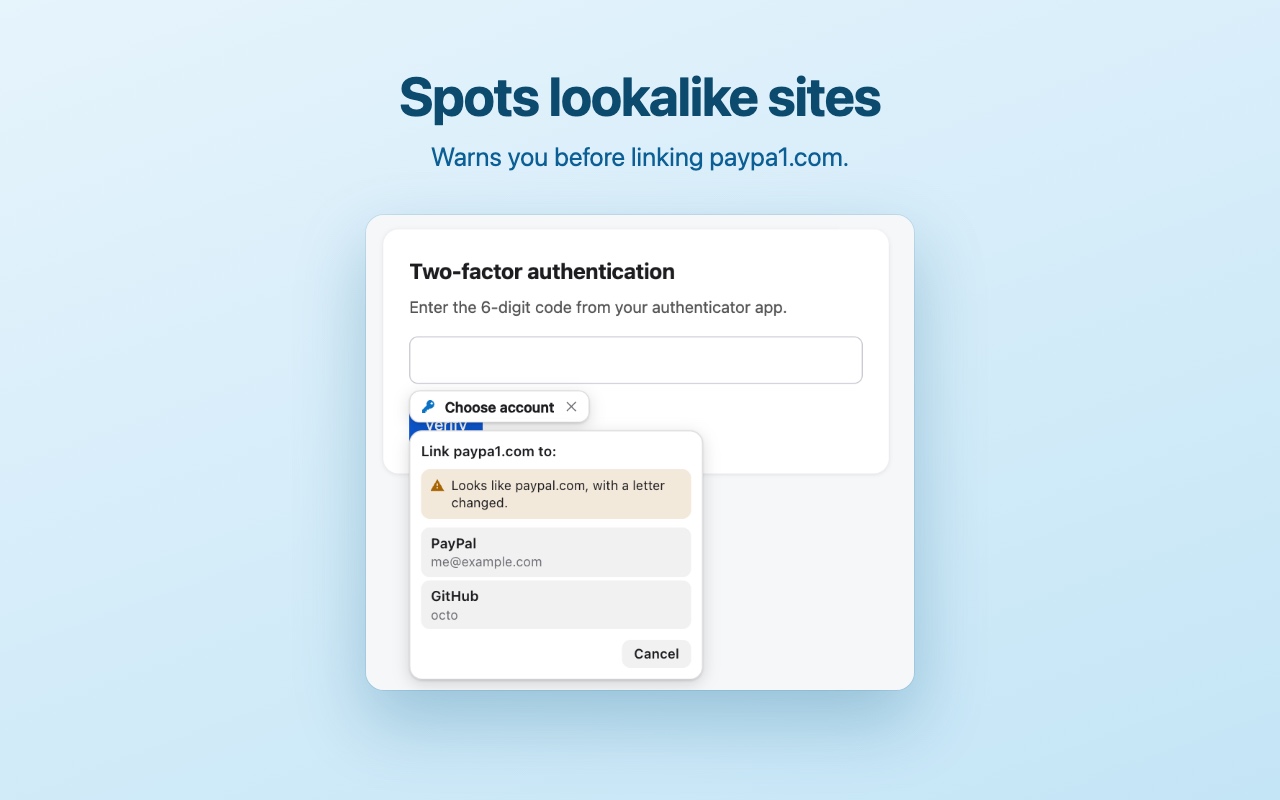 Spots lookalike sites
Warns you before linking paypa1.com.
Two-factor authentication
Enter the 6-digit code from your authenticator app.
Choose account
Verify
Link paypa1.com to:
Looks like paypal.com, with a letter
changed.
PayPal
me@example.com
GitHub
octo
Cancel